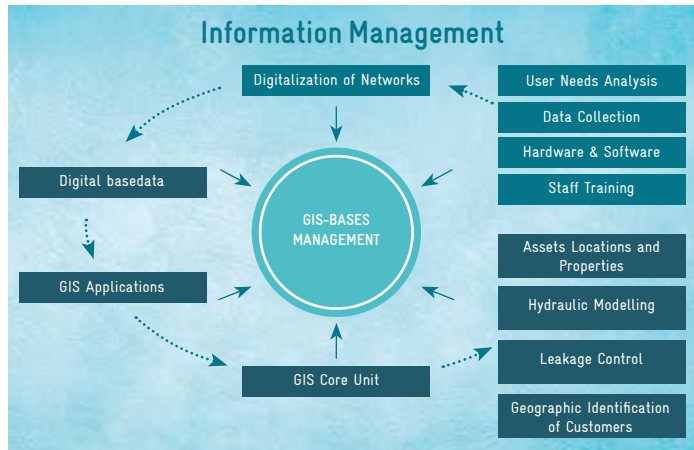 Information Management
Digitalization of Networks
User Needs Analysis
Data Collection
Hardware & Software
Staff Training
Digital basedata
GIS-BASES
MANAGEMENT
GIS Applications
Assets Locations and
Properties
Hydraulic Modelling
Leakage Control
GIS Core Unit
Geographic Identification
of Customers